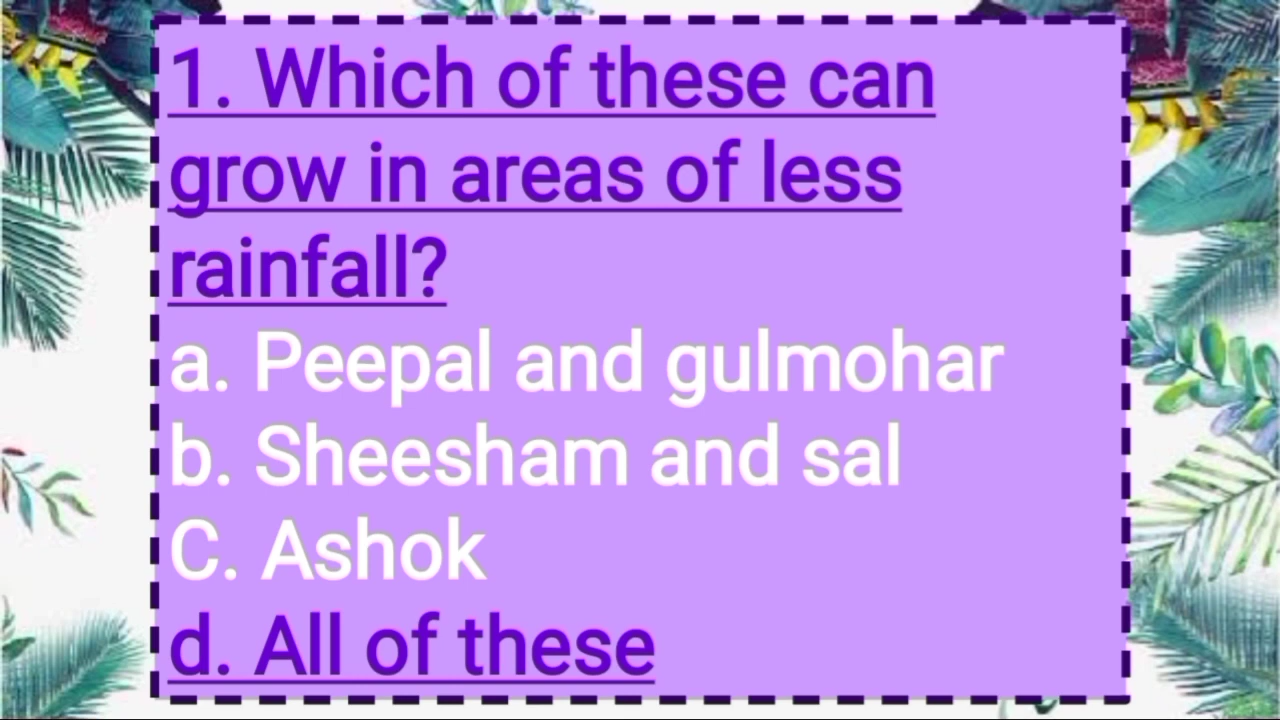 1. Which of these can
grow in areas of less
rainfall?
a. Peepal and gulmohar
b. Sheesham and sal
C. Ashok
d. All of these